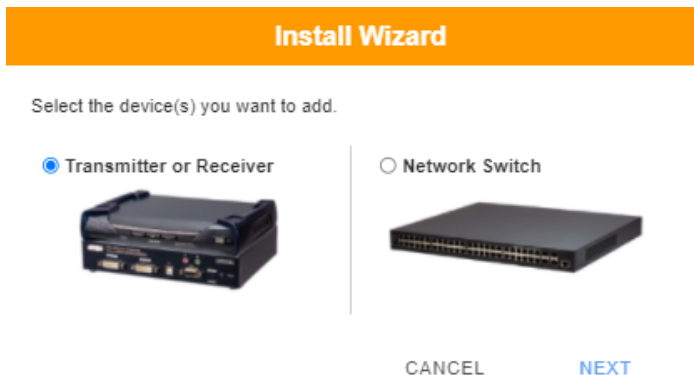 Install Wizard
Select the device(s) you want to add.
Transmitter or Receiver
Network Switch
CANCEL
NEXT